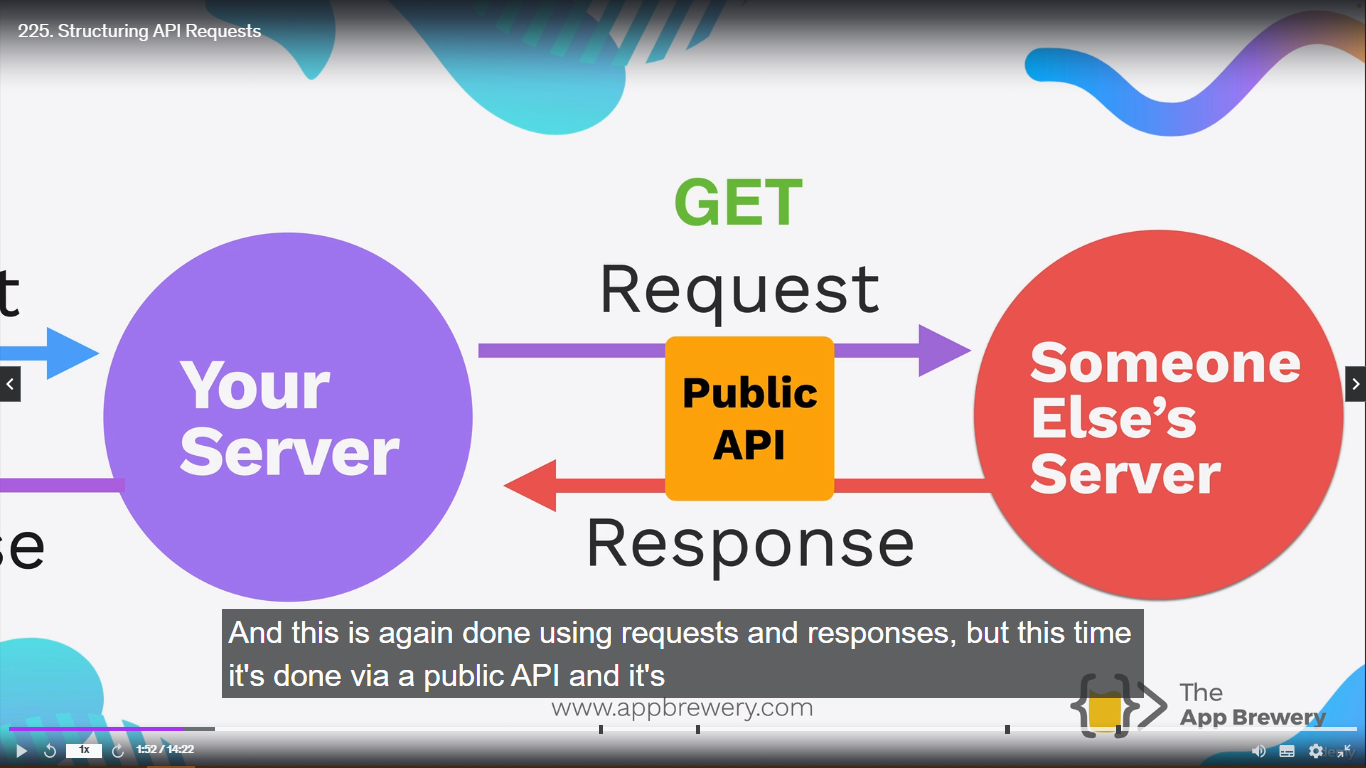 225. Structuring API Requests
GET
Request
t
Your
Server
Public
API
Someone
Else's
Server
Response
se
And this is again done using requests and responses, but this time
it's done via a public API and it's
www.appbrewery.com
The
App Brewery
1x
1:52 / 14:22